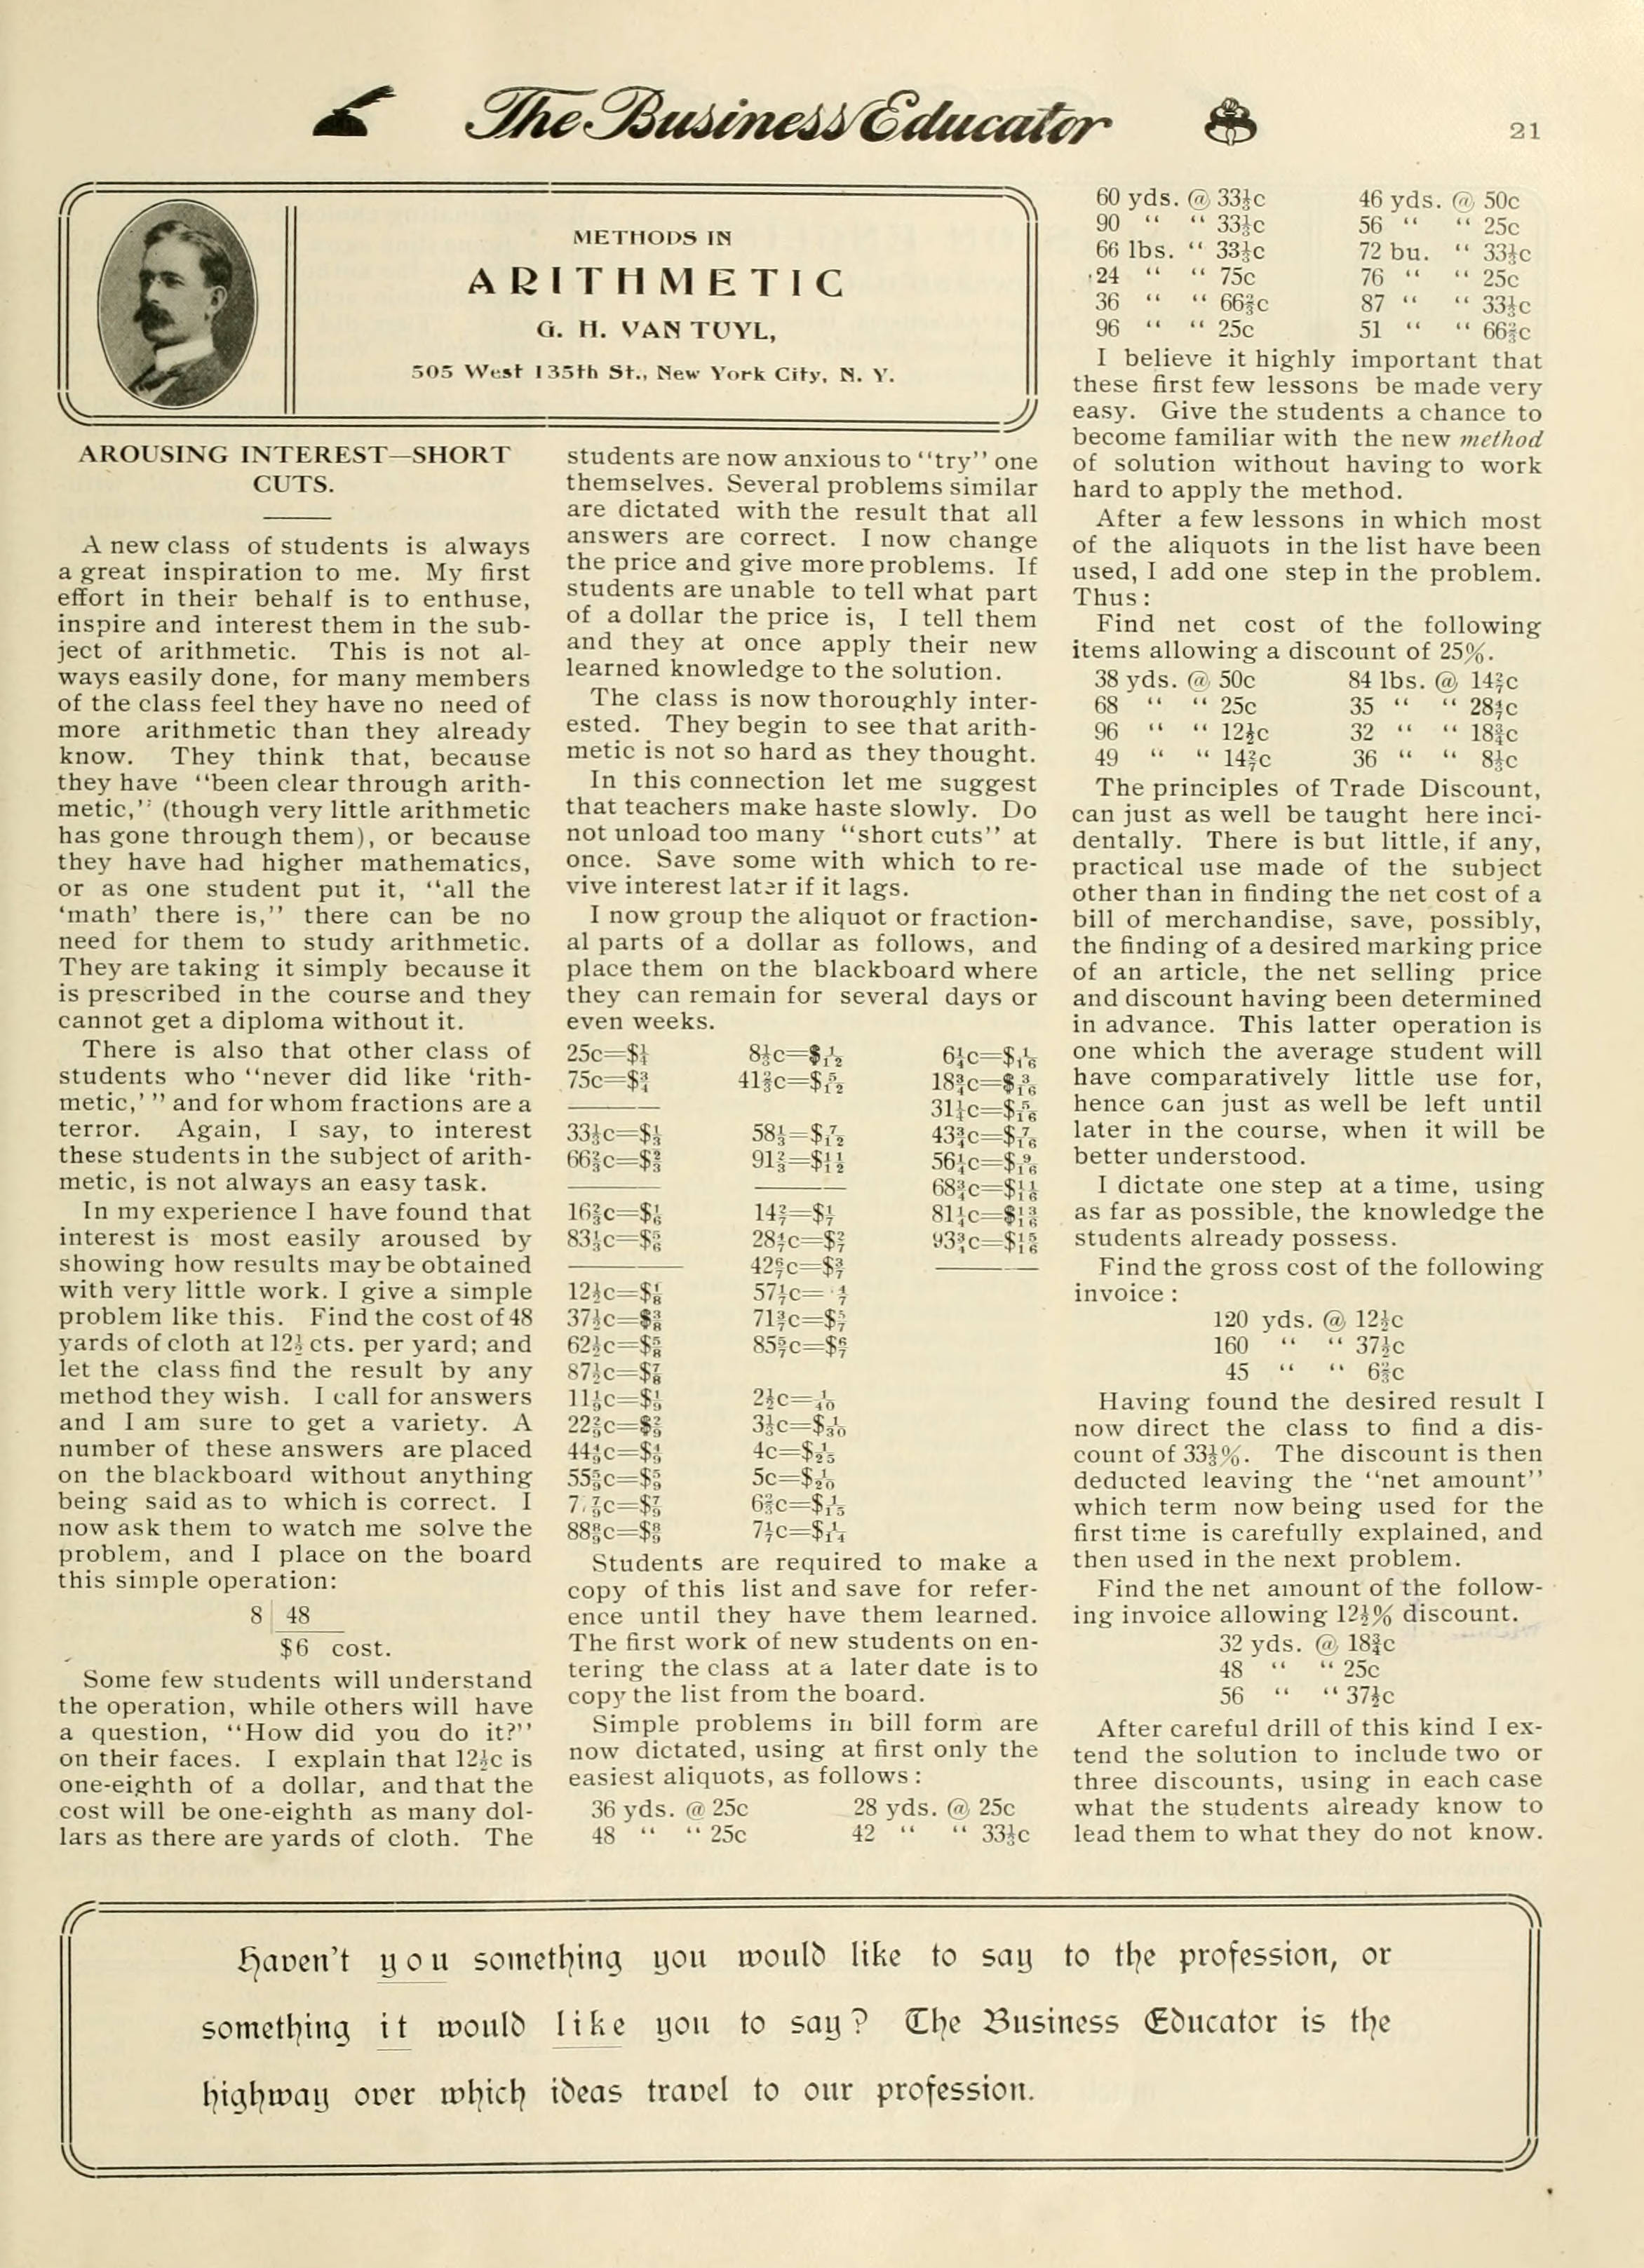 The Business Educator
21
METHODS IN
ARITHMETIC
G. H. VAN TUYL,
505 West 135th St., New York City, N. Y.
AROUSING INTEREST—SHORT
CUTS.
A new class of students is always
a great inspiration to me. My first
effort in their behalf is to enthuse,
inspire and interest them in the sub-
ject of arithmetic. This is not al-
ways easily done, for many members
of the class feel they have no need of
more arithmetic than they already
know. They think that, because
they have "been clear through arith-
metic," (though very little arithmetic
has gone through them), or because
they have had higher mathematics,
or as one student put it, "all the
'math' there is," there can be no
need for them to study arithmetic.
They are taking it simply because it
is prescribed in the course and they
cannot get a diploma without it.
There is also that other class of
students who "never did like 'rith-
metic,' " and for whom fractions are a
terror. Again, I say, to interest
these students in the subject of arith-
metic, is not always an easy task.
In my experience I have found that
interest is most easily aroused by
showing how results may be obtained
with very little work. I give a simple
problem like this. Find the cost of 48
yards of cloth at 12½ cts. per yard; and
let the class find the result by any
method they wish. I call for answers
and I am sure to get a variety. A
number of these answers are placed
on the blackboard without anything
being said as to which is correct. I
now ask them to watch me solve the
problem, and I place on the board
this simple operation:
8 | 48
$6 cost.
Some few students will understand
the operation, while others will have
a question, "How did you do it?"
on their faces. I explain that 12½c is
one-eighth of a dollar, and that the
cost will be one-eighth as many dol-
lars as there are yards of cloth. The
students are now anxious to "try" one
themselves. Several problems similar
are dictated with the result that all
answers are correct. I now change
the price and give more problems. If
students are unable to tell what part
of a dollar the price is, I tell them
and they at once apply their new
learned knowledge to the solution.
The class is now thoroughly inter-
ested. They begin to see that arith-
metic is not so hard as they thought.
In this connection let me suggest
that teachers make haste slowly. Do
not unload too many "short cuts" at
once. Save some with which to re-
vive interest later if it lags.
I now group the aliquot or fraction-
al parts of a dollar as follows, and
place them on the blackboard where
they can remain for several days or
even weeks.
25c=$¼ 8⅓c=$1/12 6¼c=$1/16
75c=$¾ 41⅔c=$5/12 18¾c=$3/16
31¼c=$5/16
33⅓c=$⅓ 58⅓=$7/12 43¾c=$7/16
66⅔c=$⅔ 91⅔=$11/12 56¼c=$9/16
68¾c=$11/16
16⅔c=$⅙ 14 2/7=$1/7 81¼c=$13/16
83⅓c=$⅚ 28 4/7c=$2/7 93¾c=$15/16
42 6/7c=$3/7
12½c=$⅛ 57 1/7c= 4/7
37½c=$⅜ 71 3/7c=$5/7
62½c=$⅝ 85 5/7c=$6/7
87½c=$⅞
11 1/9c=$1/9 2½c=1/40
22 2/9c=$2/9 3⅓c=$1/30
44 4/9c=$4/9 4c=$1/25
55 5/9c=$5/9 5c=$1/20
7 7/9c=$7/9 6⅔c=$1/15
88 8/9c=$8/9 7 1/7c=$1/14
Students are required to make a
copy of this list and save for refer-
ence until they have them learned.
The first work of new students on en-
tering the class at a later date is to
copy the list from the board.
Simple problems in bill form are
now dictated, using at first only the
easiest aliquots, as follows:
36 yds. @ 25c 28 yds. @ 25c
48 " " 25c 42 " " 33⅓c
60 yds. @ 33⅓c 46 yds. @ 50c
90 " " 33⅓c 56 " " 25c
66 lbs. " 33⅓c 72 bu. " 33⅓c
24 " " 75c 76 " " 25c
36 " " 66⅔c 87 " " 33⅓c
96 " " 25c 51 " " 66⅔c
I believe it highly important that
these first few lessons be made very
easy. Give the students a chance to
become familiar with the new method
of solution without having to work
hard to apply the method.
After a few lessons in which most
of the aliquots in the list have been
used, I add one step in the problem.
Thus:
Find net cost of the following
items allowing a discount of 25%.
38 yds. @ 50c 84 lbs. @ 14 2/7c
68 " " 25c 35 " " 28 4/7c
96 " " 12½c 32 " " 18¾c
49 " " 14 2/7c 36 " " 8⅓c
The principles of Trade Discount,
can just as well be taught here inci-
dentally. There is but little, if any,
practical use made of the subject
other than in finding the net cost of a
bill of merchandise, save, possibly,
the finding of a desired marking price
of an article, the net selling price
and discount having been determined
in advance. This latter operation is
one which the average student will
have comparatively little use for,
hence can just as well be left until
later in the course, when it will be
better understood.
I dictate one step at a time, using
as far as possible, the knowledge the
students already possess.
Find the gross cost of the following
invoice:
120 yds. @ 12½c
160 " " 37½c
45 " " 6⅔c
Having found the desired result I
now direct the class to find a dis-
count of 33⅓%. The discount is then
deducted leaving the "net amount"
which term now being used for the
first time is carefully explained, and
then used in the next problem.
Find the net amount of the follow-
ing invoice allowing 12½% discount.
32 yds. @ 18¾c
48 " " 25c
56 " " 37½c
After careful drill of this kind I ex-
tend the solution to include two or
three discounts, using in each case
what the students already know to
lead them to what they do not know.
Haven't you something you would like to say to the profession, or
something it would like you to say? The Business Educator is the
highway over which ideas travel to our profession.